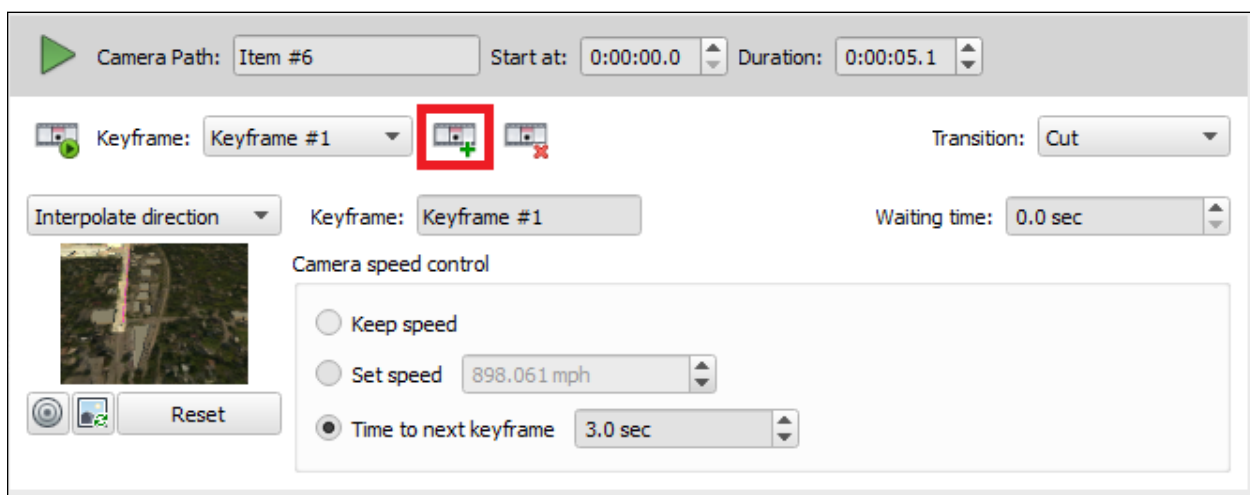 Camera Path: Item #6 Start at: 0:00:00.0 Duration: 0:00:05.1
Keyframe: Keyframe #1 Transition: Cut
Interpolate direction Keyframe: Keyframe #1 Waiting time: 0.0 sec
Camera speed control
Keep speed
Set speed 898.061 mph
Reset Time to next keyframe 3.0 sec